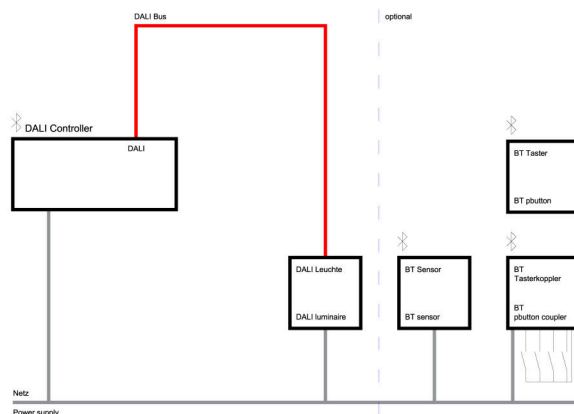 DALI Bus
optional
DALI Controller
DALI
BT Taster
BT pbutton
DALI Leuchte
DALI luminaire
BT Sensor
BT sensor
BT
Tasterkoppler
BT
pbutton coupler
Netz
Power supply